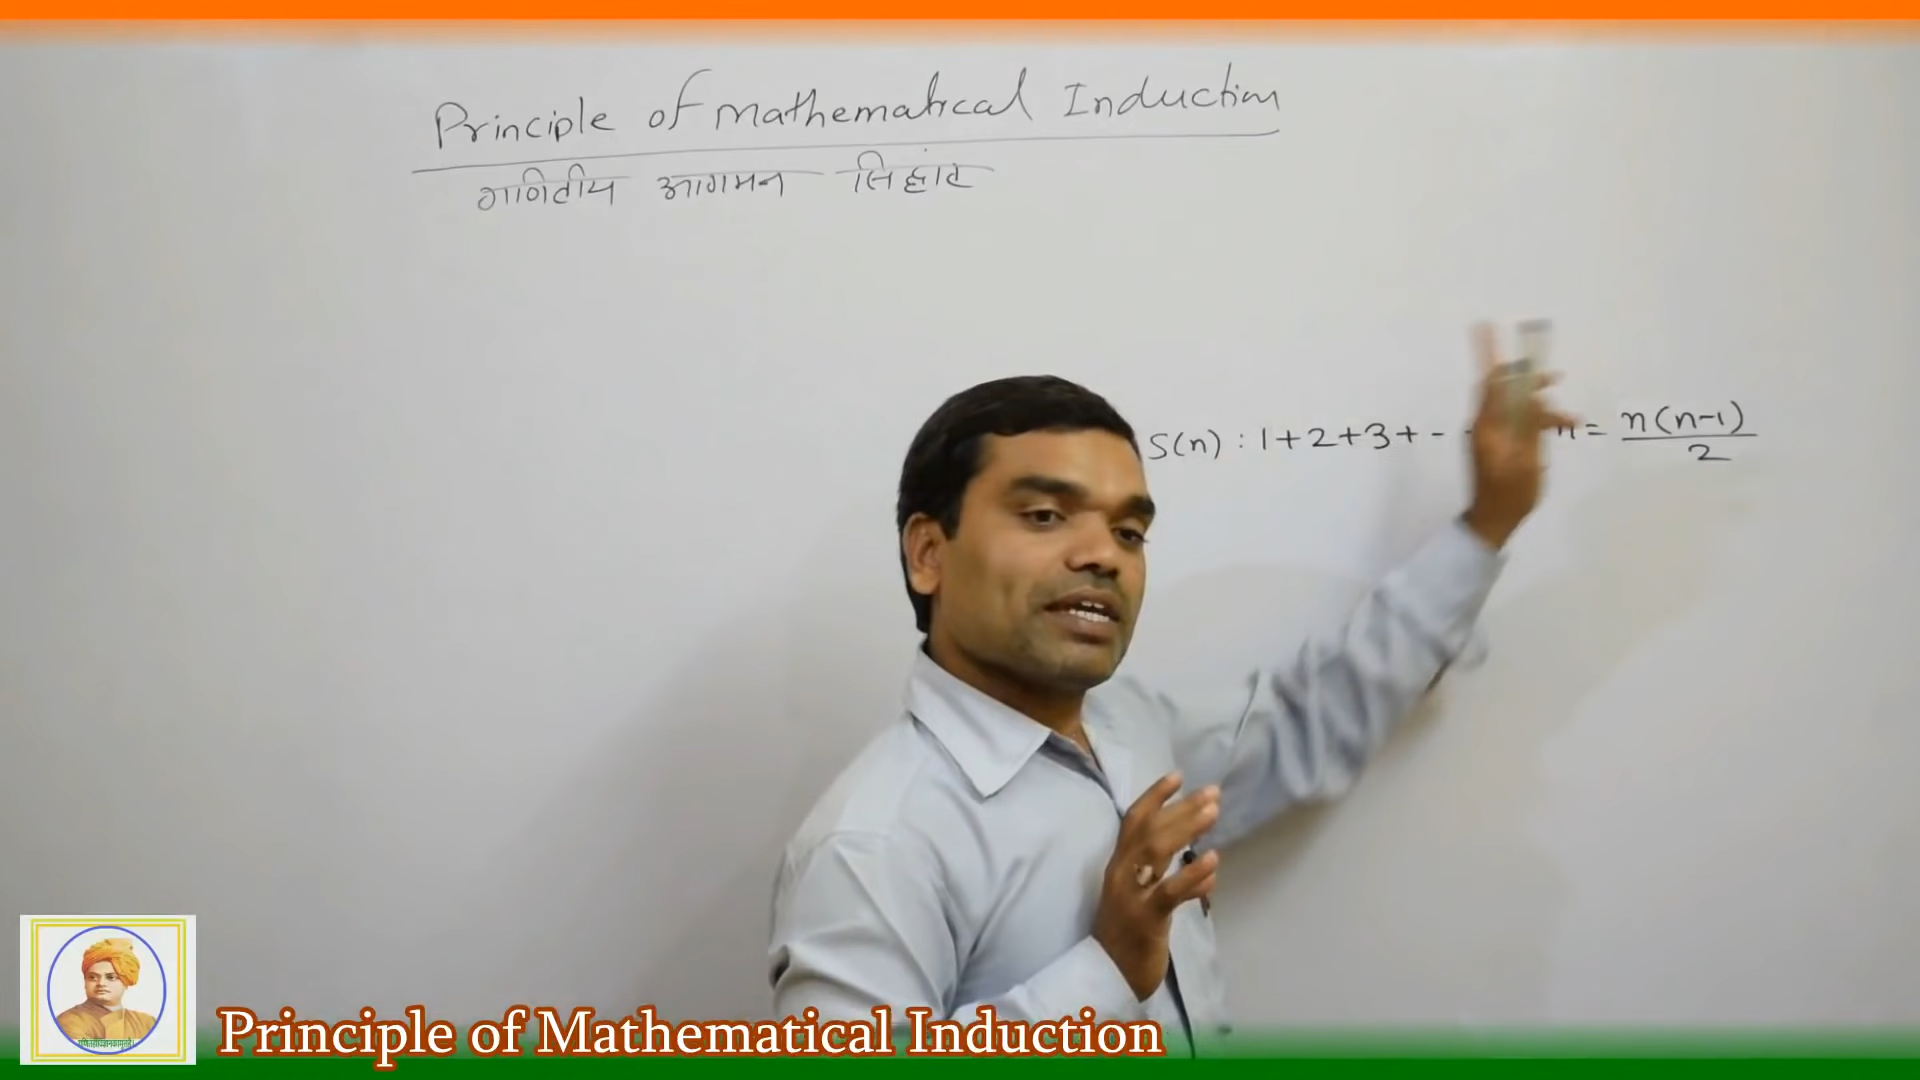 Principle of Mathematical Induction
गणितीय आगमन सिद्धांत
S(n) : 1+2+3+ - - n = n(n-1)/2
Principle of Mathematical Induction